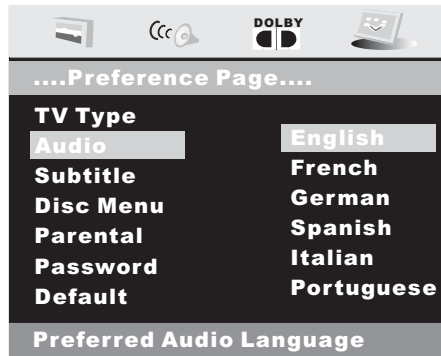 DOLBY
....Preference Page....
TV Type
Audio
Subtitle
Disc Menu
Parental
Password
Default
English
French
German
Spanish
Italian
Portuguese
Preferred Audio Language